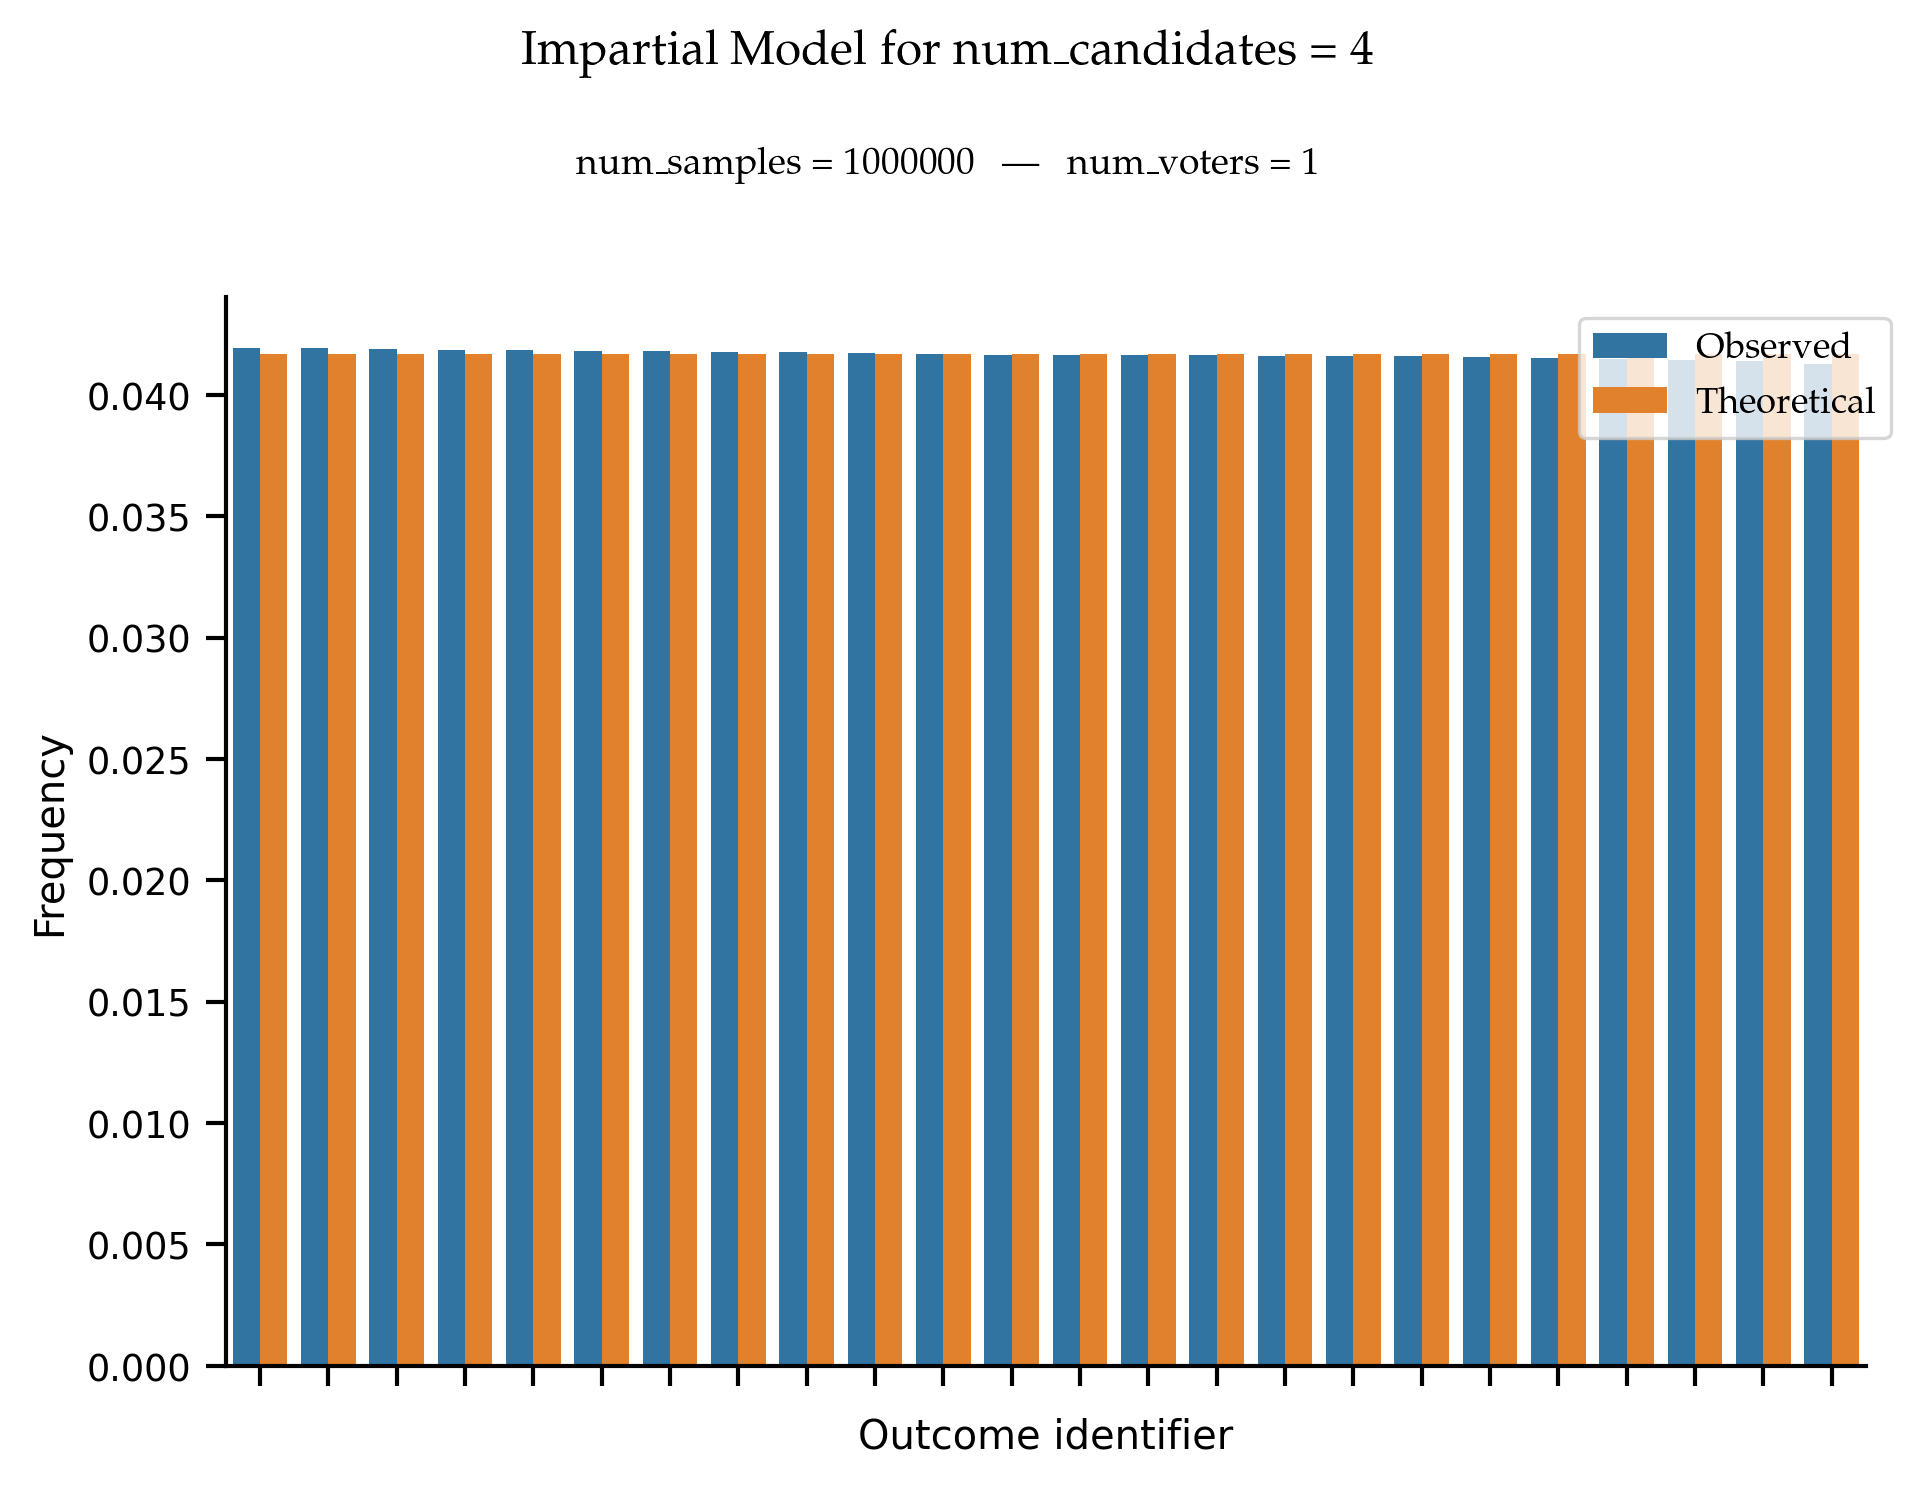 Impartial Model for num_candidates = 4
num_samples = 1000000 — num_voters = 1
Observed
Theoretical
0.040
0.035
0.030
0.025
0.020
0.015
0.010
0.005
0.000
Frequency
Outcome identifier